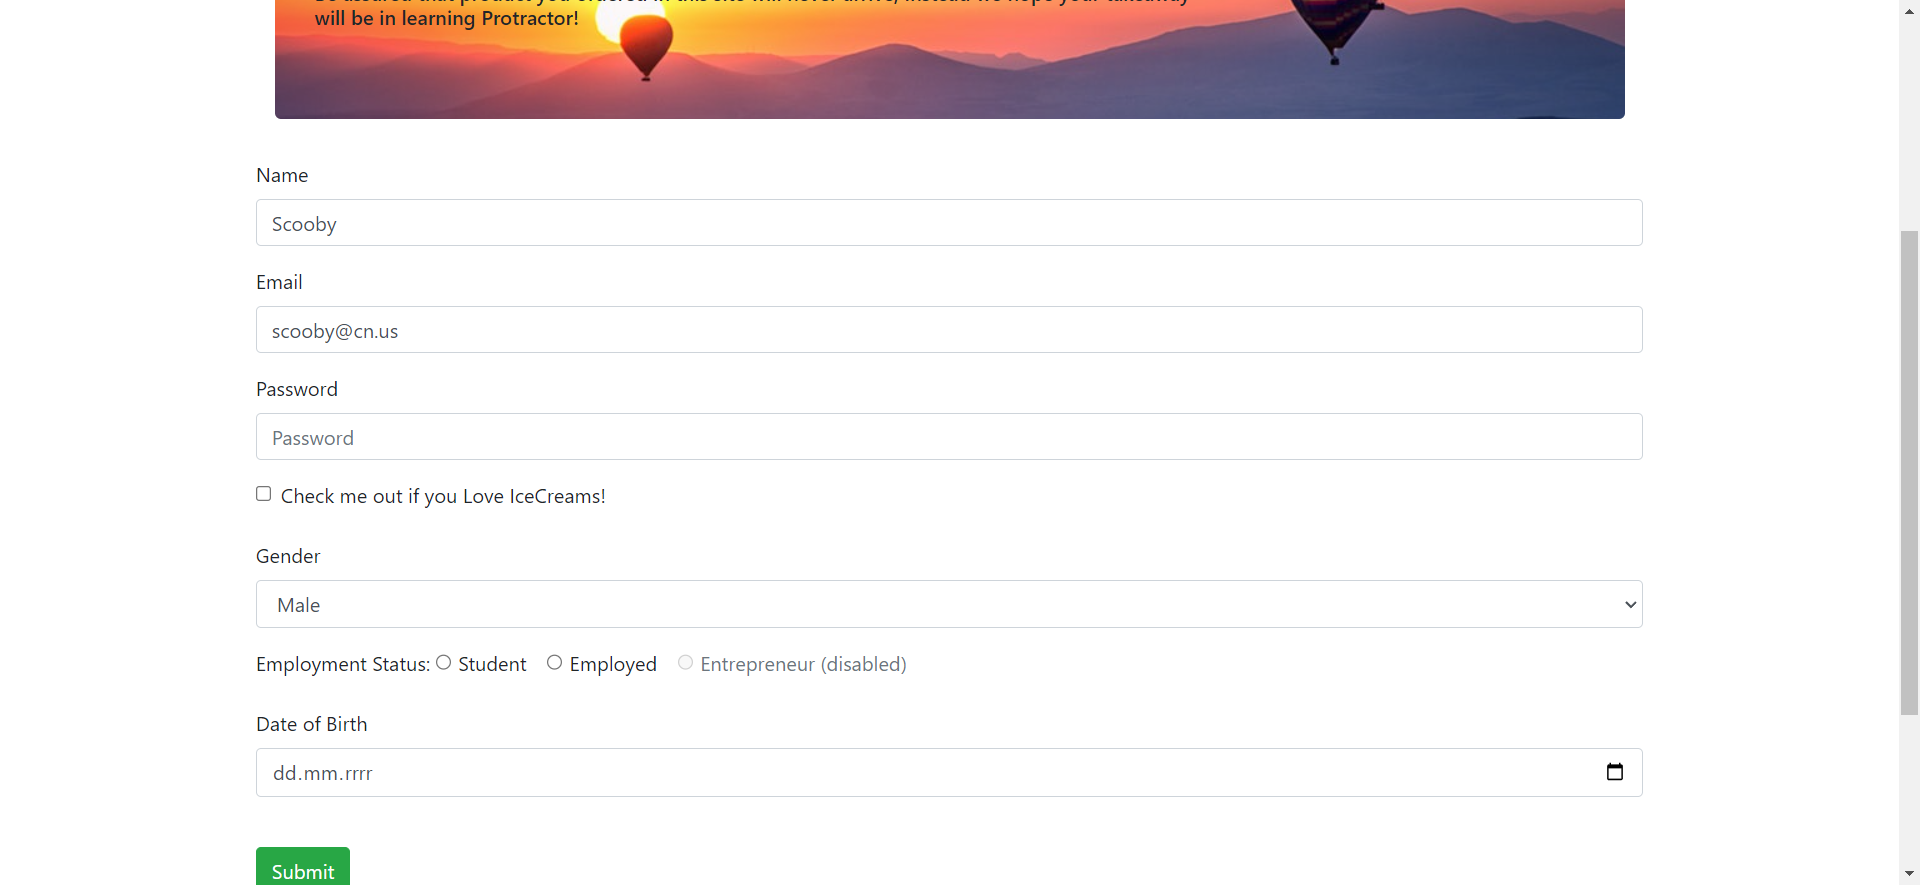 will be in learning Protractor!
Name
Scooby
Email
scooby@cn.us
Password
Password
Check me out if you Love IceCreams!
Gender
Male
Employment Status: Student Employed Entrepreneur (disabled)
Date of Birth
dd.mm.rrrr
Submit